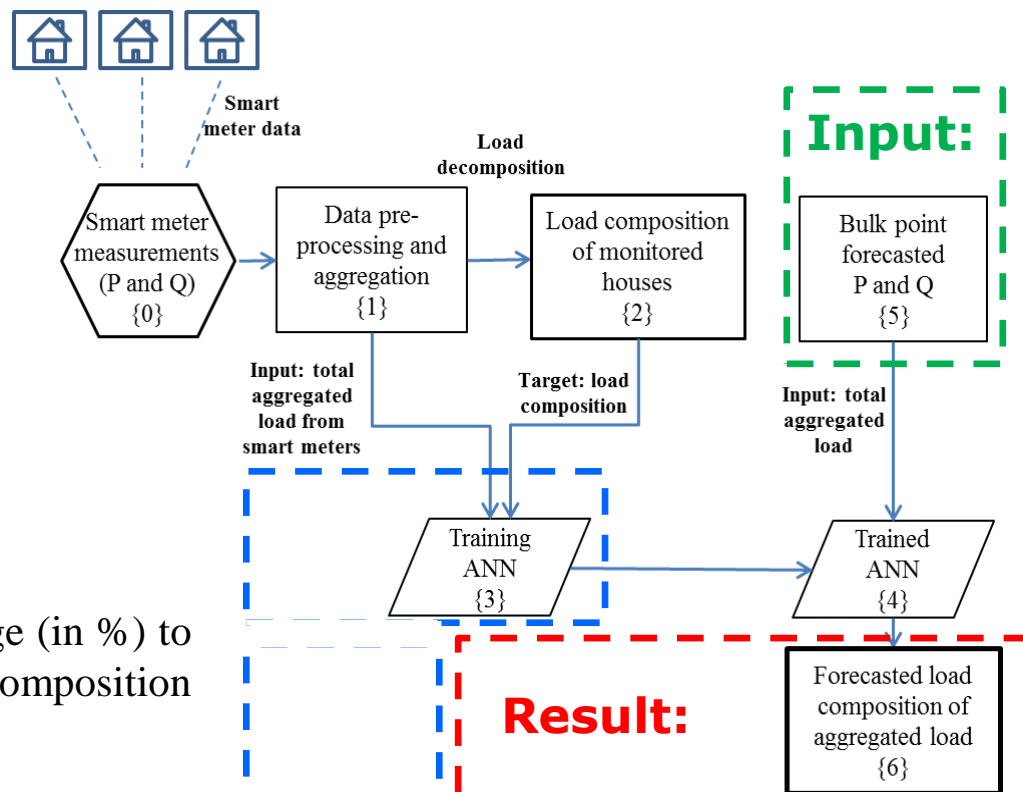 Smart
meter data
Load
decomposition
Input:
Smart meter
measurements
(P and Q)
{0}
Data pre-
processing and
aggregation
{1}
Load composition
of monitored
houses
{2}
Bulk point
forecasted
P and Q
{5}
Input: total
aggregated
load from
smart meters
Target: load
composition
Input: total
aggregated
load
Training
ANN
{3}
Trained
ANN
{4}
ge (in %) to
omposition
Result:
Forecasted load
composition of
aggregated load
{6}